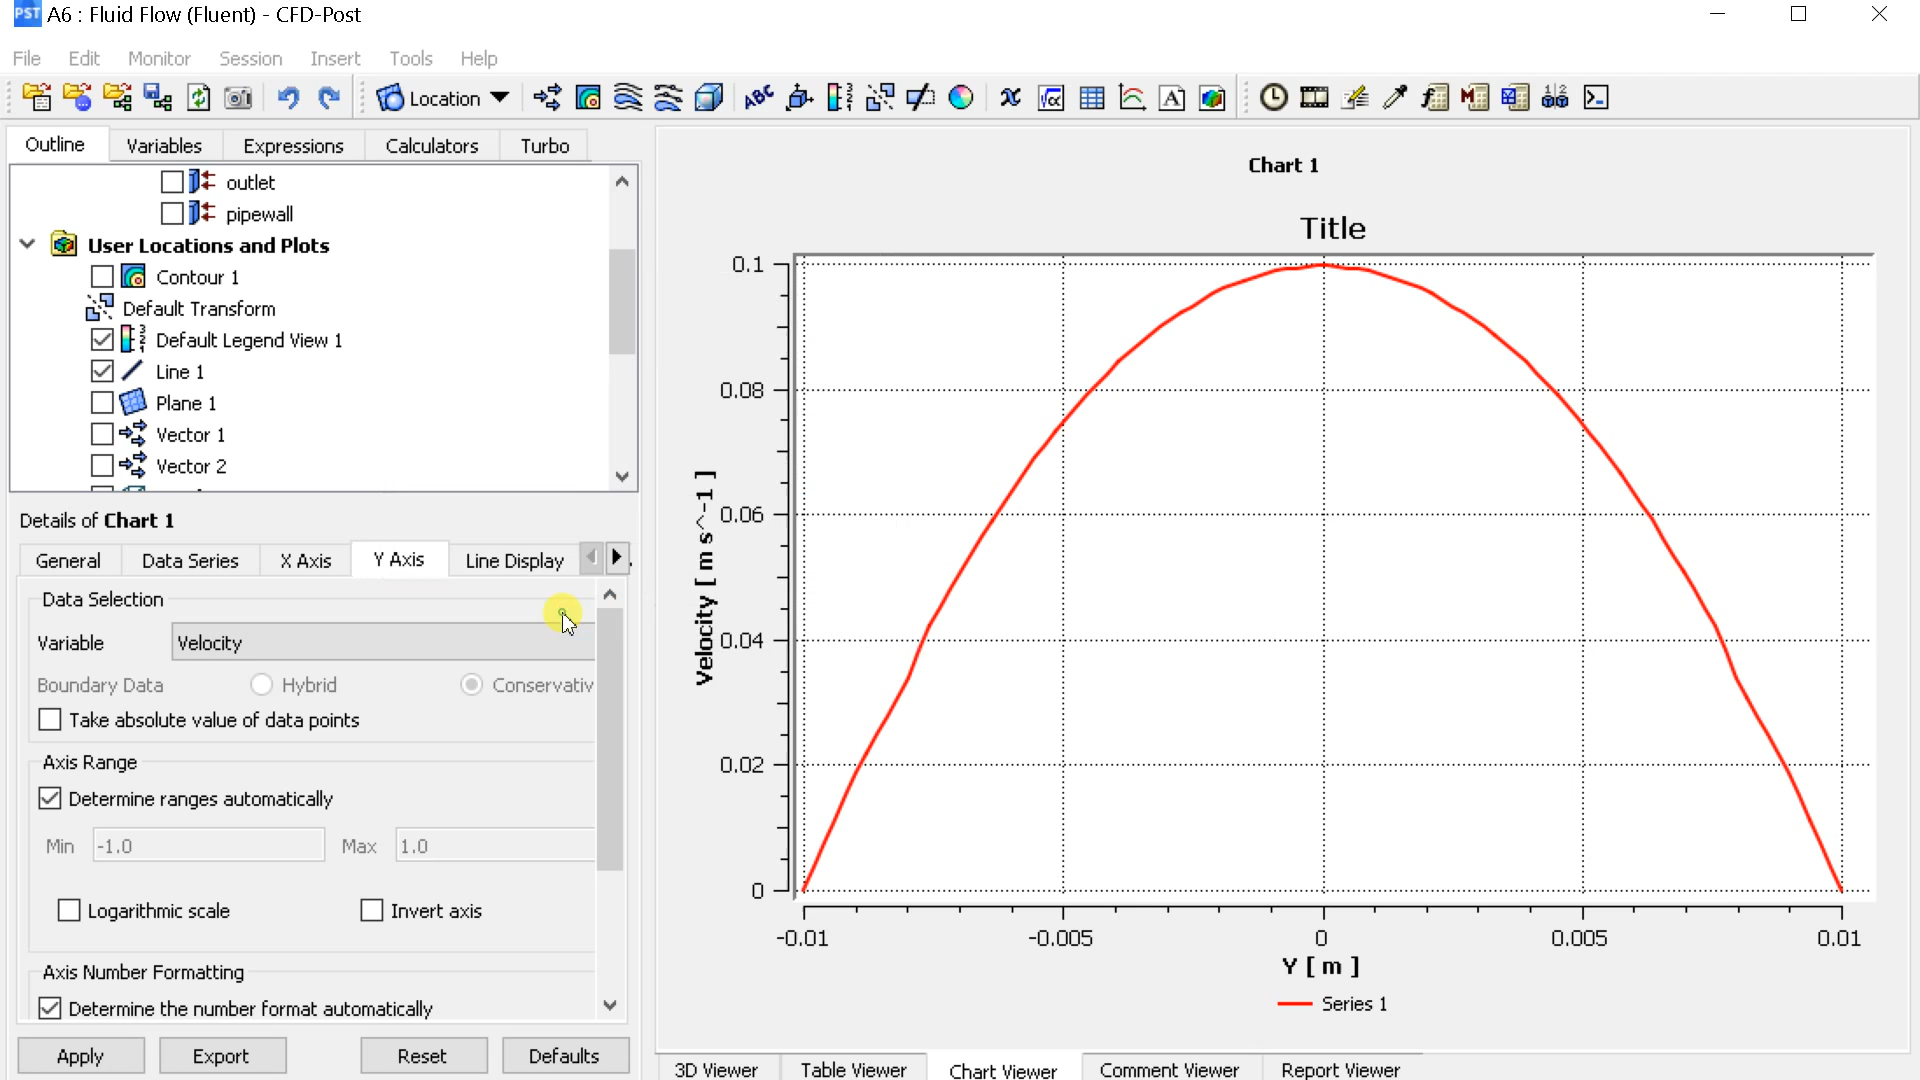 PST A6 : Fluid Flow (Fluent) - CFD-Post
File Edit Monitor Session Insert Tools Help
Location
Outline Variables Expressions Calculators Turbo
outlet
pipewall
User Locations and Plots
Contour 1
Default Transform
Default Legend View 1
Line 1
Plane 1
Vector 1
Vector 2
Details of Chart 1
General Data Series X Axis Y Axis Line Display
Data Selection
Variable Velocity
Boundary Data Hybrid Conservativ
Take absolute value of data points
Axis Range
Determine ranges automatically
Min -1.0 Max 1.0
Logarithmic scale Invert axis
Axis Number Formatting
Determine the number format automatically
Apply Export Reset Defaults
Chart 1
Title
Velocity [ m s^-1 ]
0.1
0.08
0.06
0.04
0.02
0
-0.01 -0.005 0 0.005 0.01
Y [ m ]
Series 1
3D Viewer Table Viewer Chart Viewer Comment Viewer Report Viewer